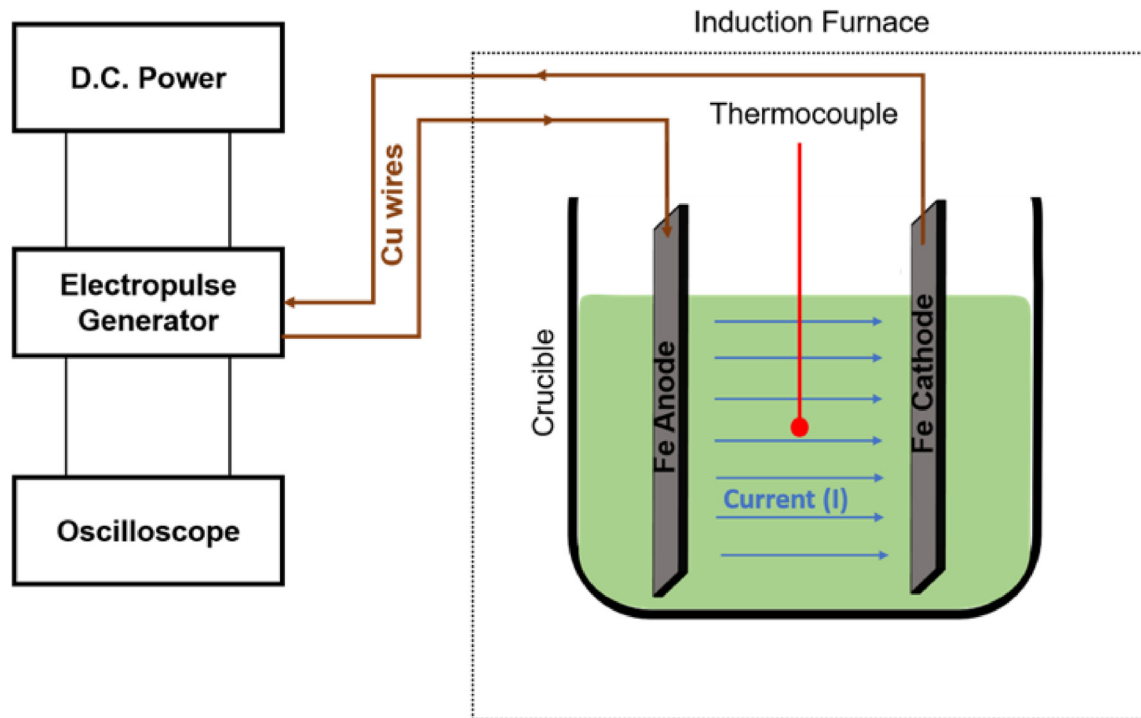 Induction Furnace
D.C. Power
Thermocouple
Cu wires
Electropulse
Generator
Crucible
Fe Anode
Fe Cathode
Current (I)
Oscilloscope